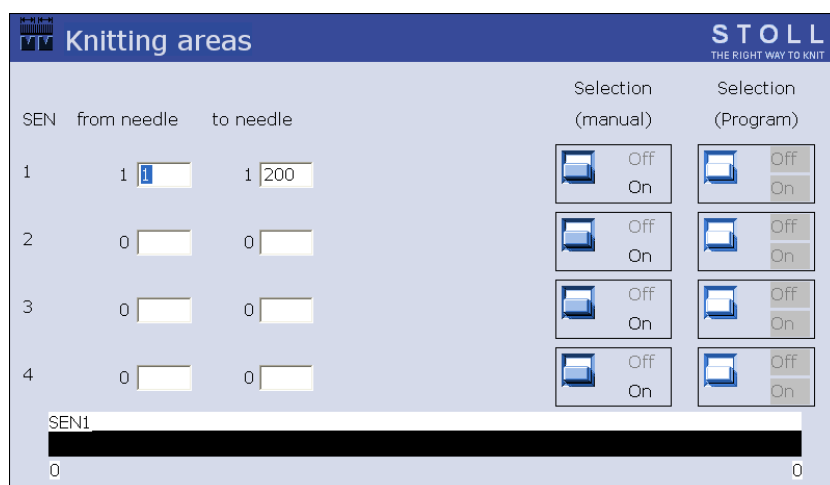 Knitting areas
STOLL
THE RIGHT WAY TO KNIT
Selection Selection
SEN from needle to needle (manual) (Program)
1 1 1 1 200 Off On Off On
2 0 0 Off On Off On
3 0 0 Off On Off On
4 0 0 Off On Off On
SEN1
0 0